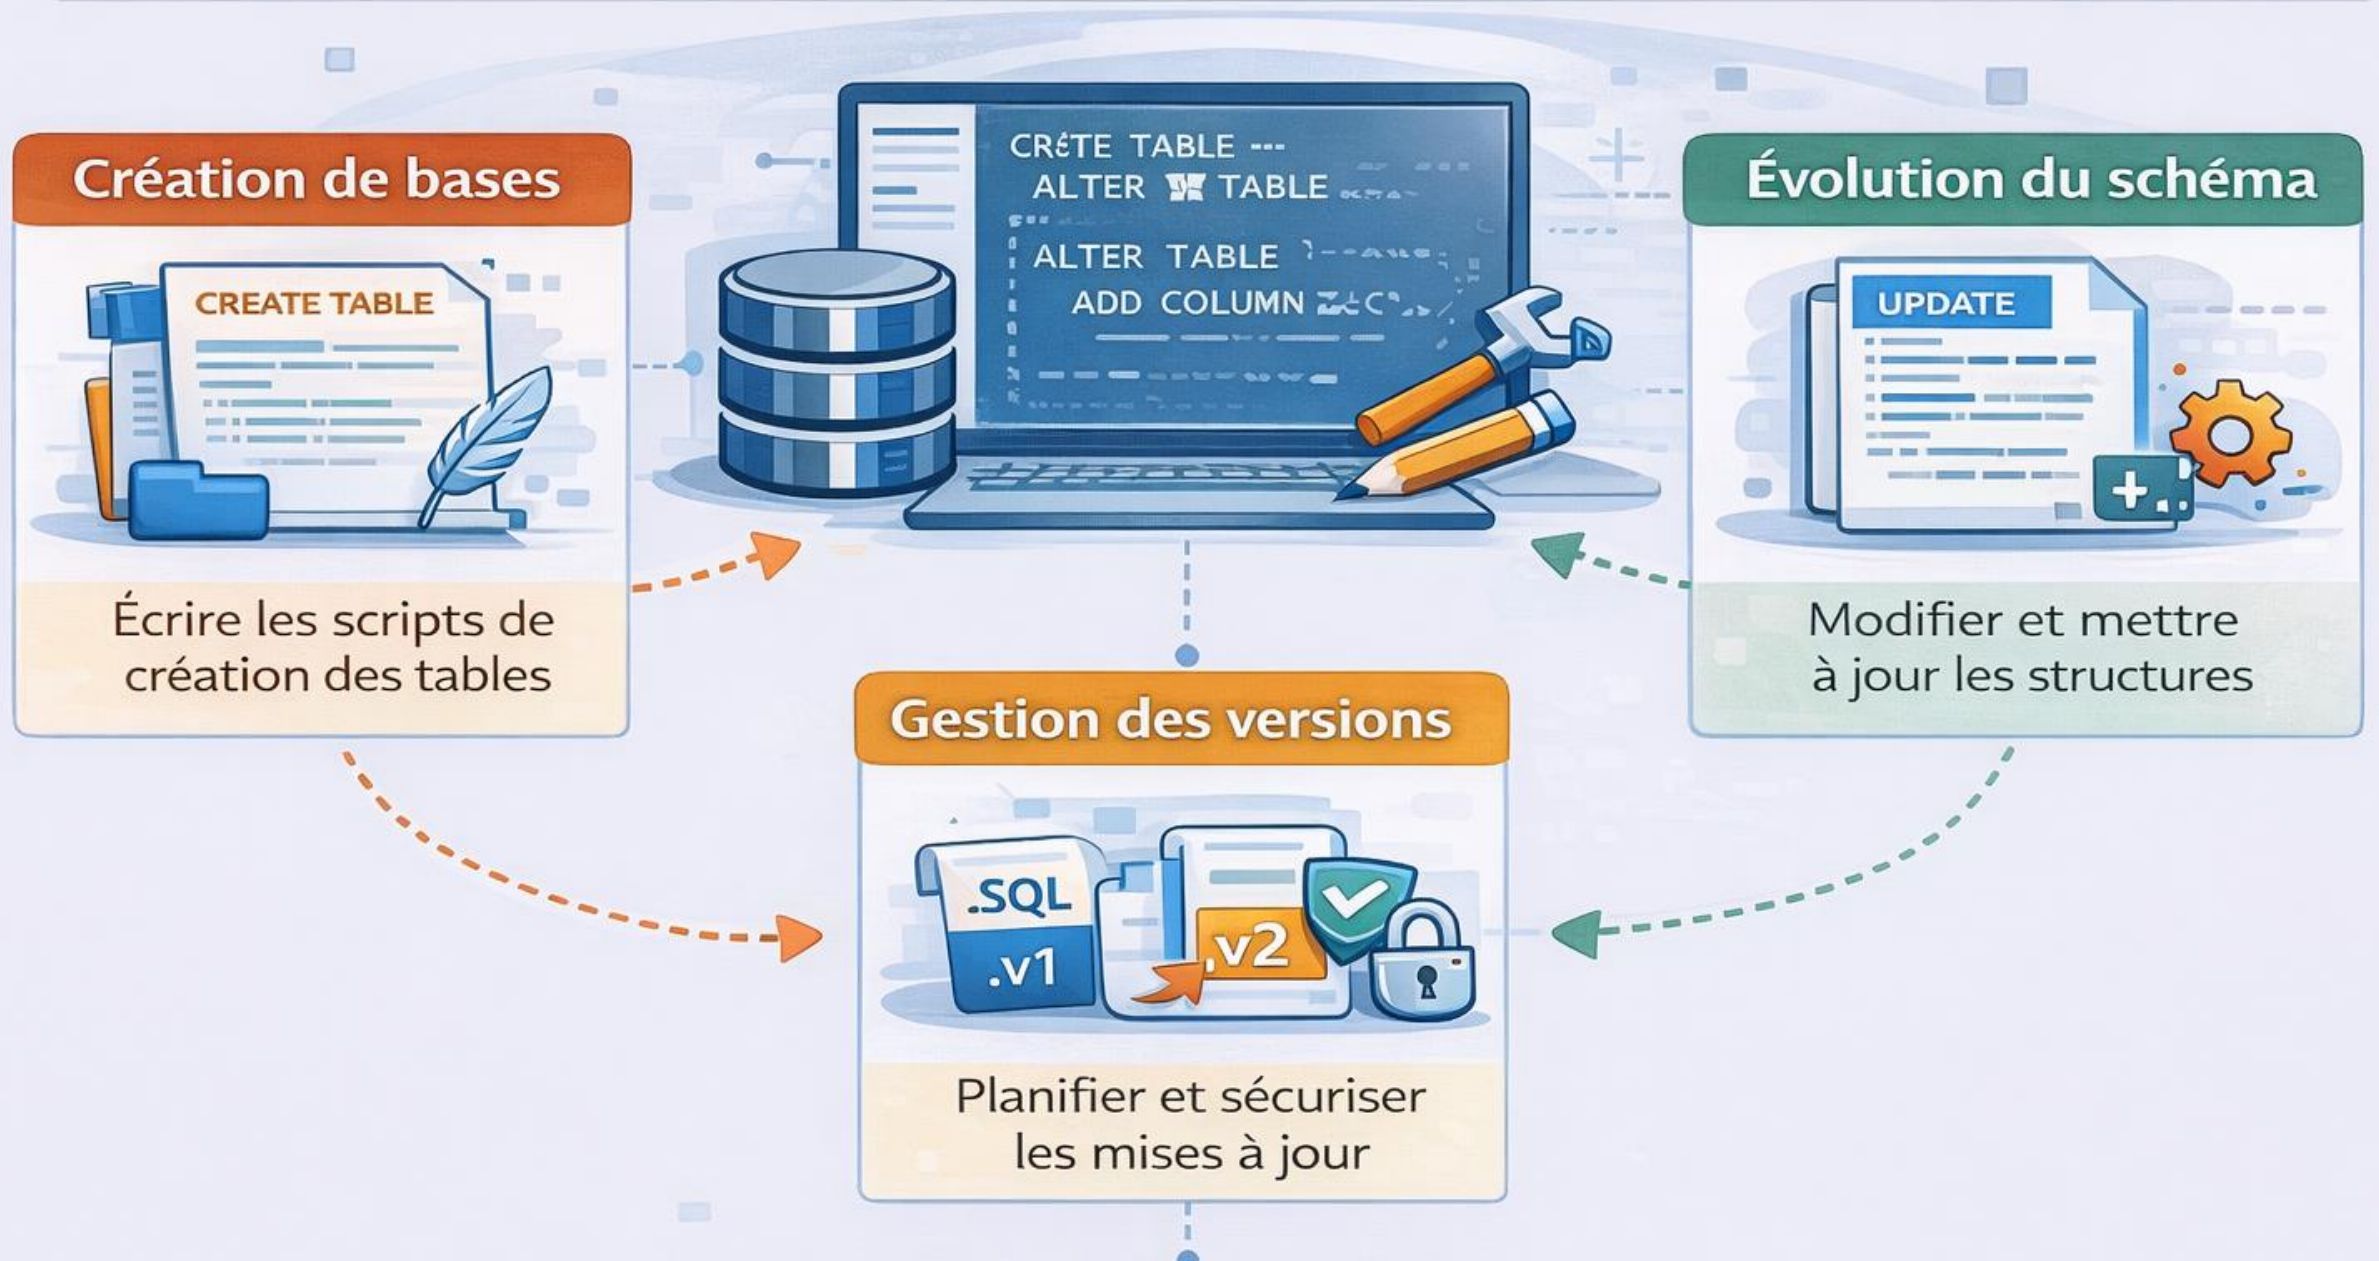 Création de bases
CREATE TABLE
Écrire les scripts de
création des tables
CRÉTE TABLE ---
ALTER TABLE
ALTER TABLE
ADD COLUMN
Évolution du schéma
UPDATE
Modifier et mettre
à jour les structures
Gestion des versions
.SQL
.v1
.v2
Planifier et sécuriser
les mises à jour